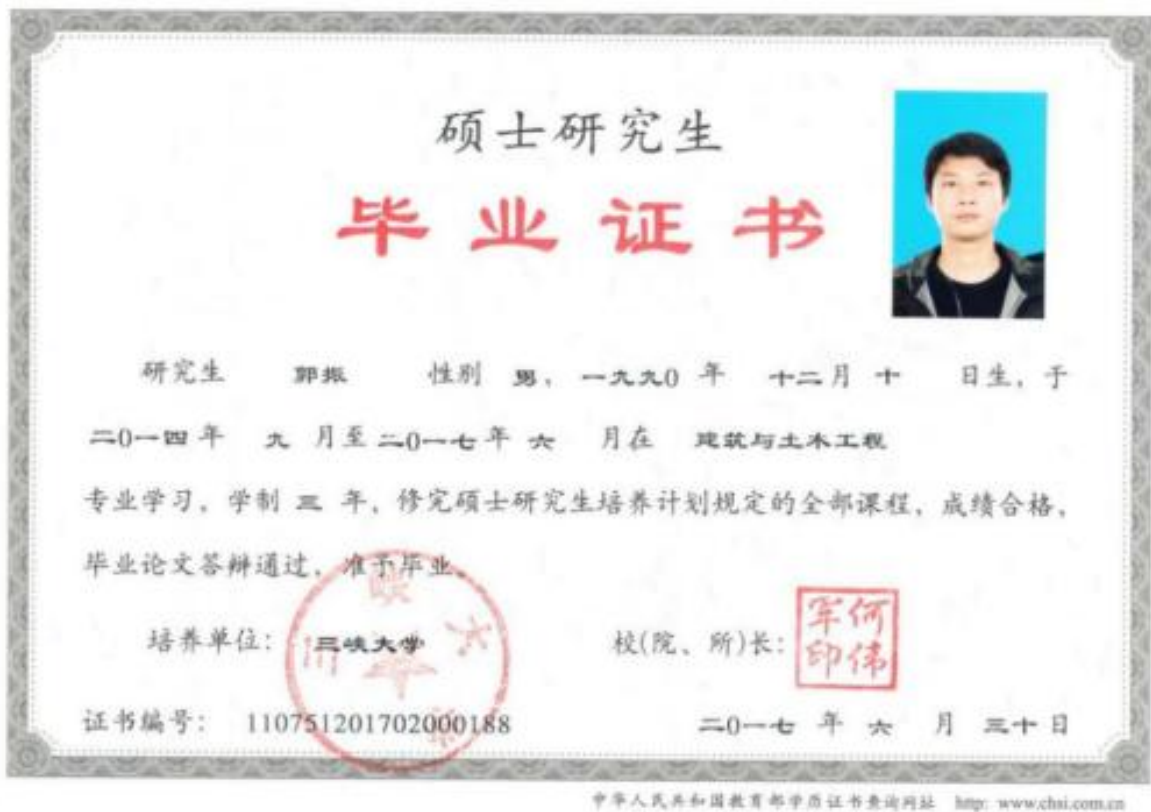 硕士研究生
毕业证书
研究生 郭振 性别 男，一九九0 年 十二月 十 日生，于
二0一四 年 九 月至 二0一七 年 六 月在 建筑与土木工程
专业学习，学制 三 年，修完硕士研究生培养计划规定的全部课程，成绩合格，
毕业论文答辩通过，准予毕业。
培养单位： 三峡大学 校(院、所)长： 何伟军印
证书编号： 110751201702000188 二0一七 年 六 月 三十 日
中华人民共和国教育部学历证书查询网站 http: www.chsi.com.cn